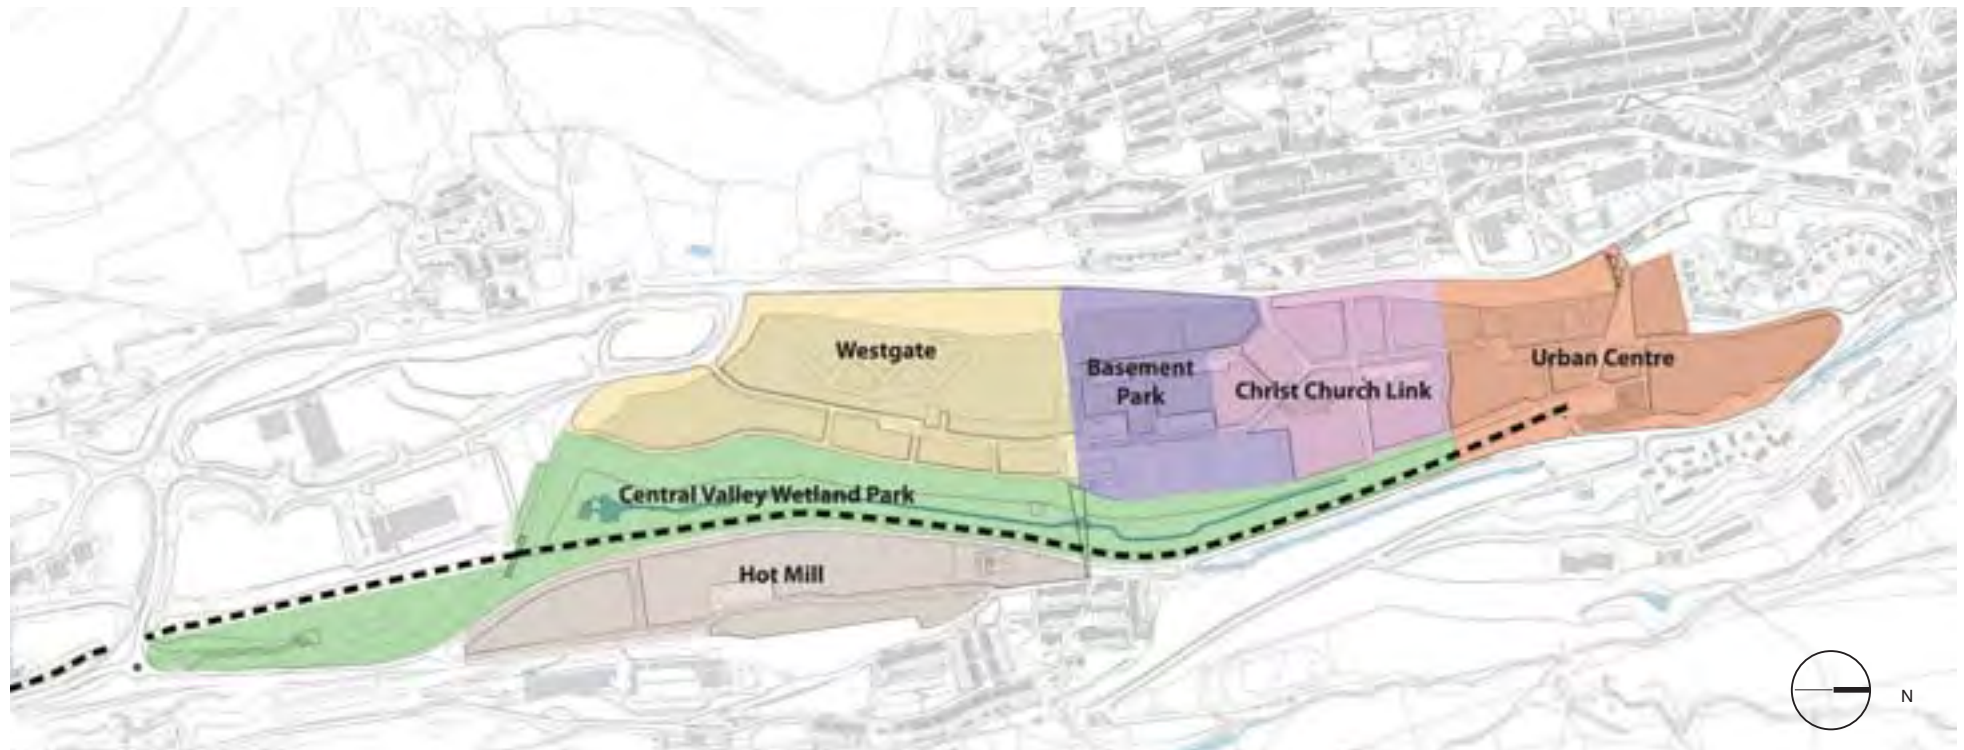 Westgate
Basement
Park
Christ Church Link
Urban Centre
Central Valley Wetland Park
Hot Mill
N